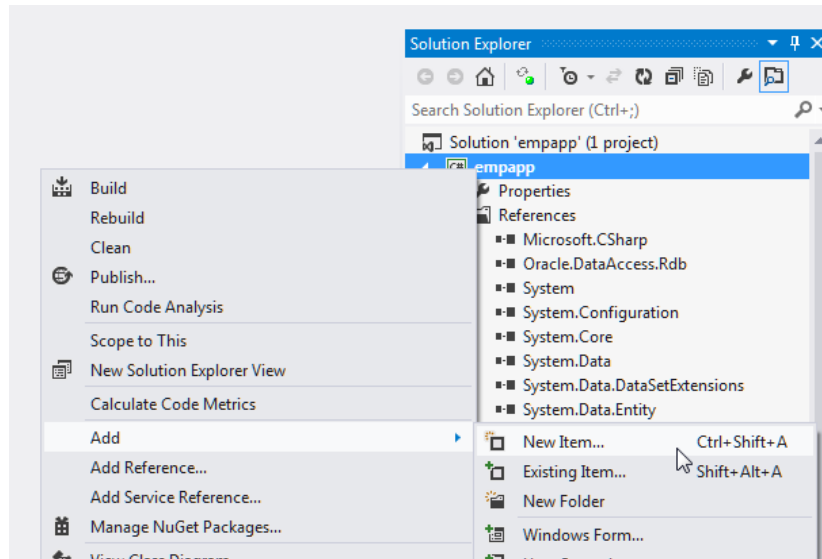 Solution Explorer
Search Solution Explorer (Ctrl+;)
Solution 'empapp' (1 project)
C# empapp
Properties
References
Microsoft.CSharp
Oracle.DataAccess.Rdb
System
System.Configuration
System.Core
System.Data
System.Data.DataSetExtensions
System.Data.Entity
Build
Rebuild
Clean
Publish...
Run Code Analysis
Scope to This
New Solution Explorer View
Calculate Code Metrics
Add
Add Reference...
Add Service Reference...
Manage NuGet Packages...
View Class Diagram
New Item... Ctrl+Shift+A
Existing Item... Shift+Alt+A
New Folder
Windows Form...